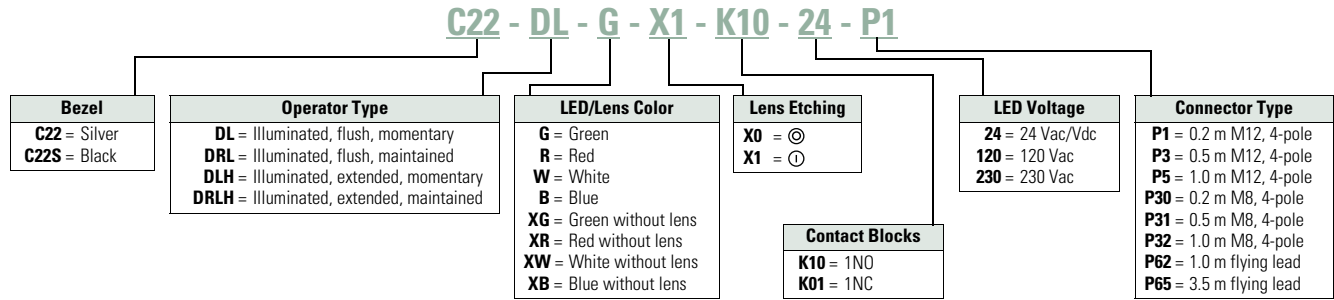 C22 - DL - G - X1 - K10 - 24 - P1
Bezel
C22 = Silver
C22S = Black
Operator Type
DL = Illuminated, flush, momentary
DRL = Illuminated, flush, maintained
DLH = Illuminated, extended, momentary
DRLH = Illuminated, extended, maintained
LED/Lens Color
G = Green
R = Red
W = White
B = Blue
XG = Green without lens
XR = Red without lens
XW = White without lens
XB = Blue without lens
Lens Etching
X0 = ⌾
X1 = ⏼
Contact Blocks
K10 = 1NO
K01 = 1NC
LED Voltage
24 = 24 Vac/Vdc
120 = 120 Vac
230 = 230 Vac
Connector Type
P1 = 0.2 m M12, 4-pole
P3 = 0.5 m M12, 4-pole
P5 = 1.0 m M12, 4-pole
P30 = 0.2 m M8, 4-pole
P31 = 0.5 m M8, 4-pole
P32 = 1.0 m M8, 4-pole
P62 = 1.0 m flying lead
P65 = 3.5 m flying lead